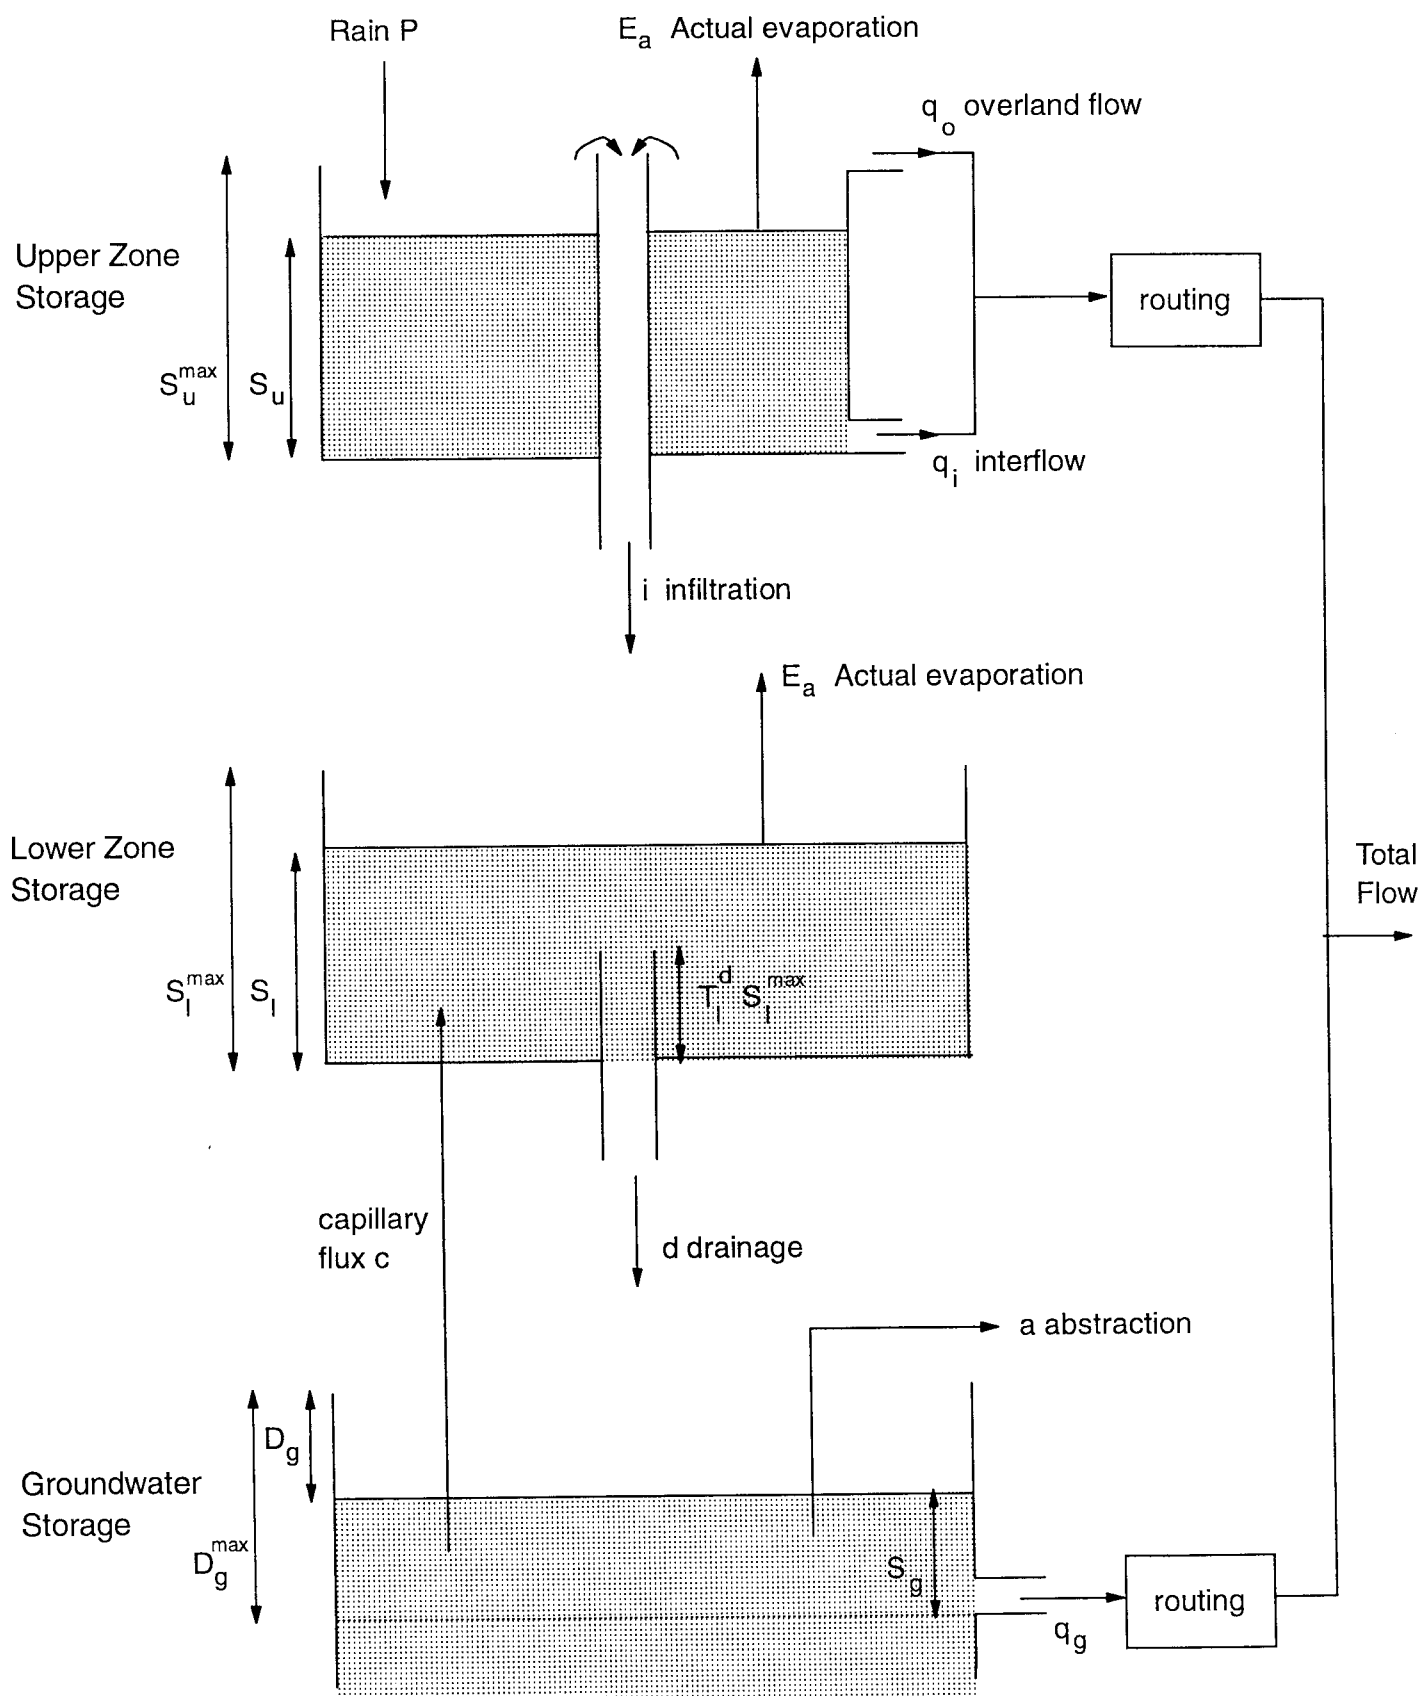 Rain P
E_a Actual evaporation
q_o overland flow
Upper Zone
Storage
S_u^max
S_u
routing
q_i interflow
i infiltration
E_a Actual evaporation
Lower Zone
Storage
Total
Flow
S_l^max
S_l
T_l^d S_l^max
capillary
flux c
d drainage
a abstraction
D_g
Groundwater
Storage
D_g^max
S_g
routing
q_g